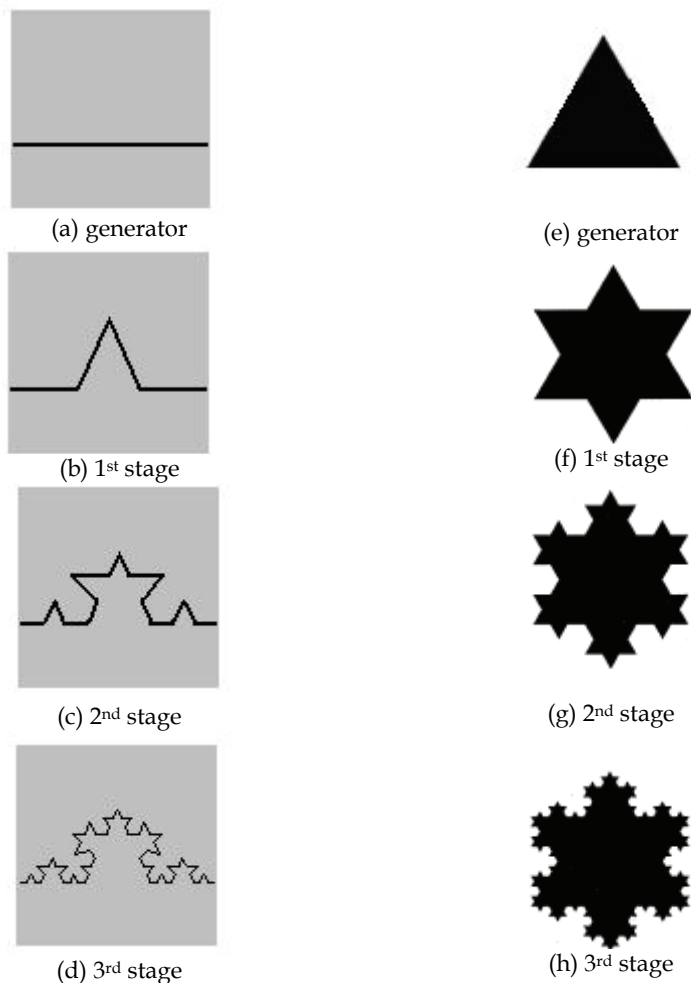 (a) generator
(e) generator
(b) 1st stage
(f) 1st stage
(c) 2nd stage
(g) 2nd stage
(d) 3rd stage
(h) 3rd stage